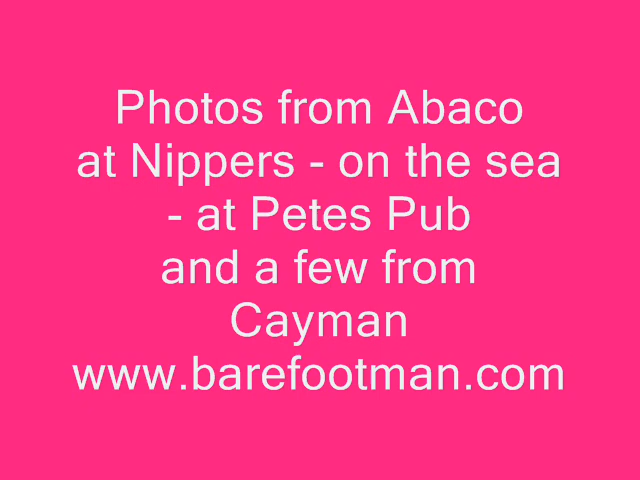 Photos from Abaco
at Nippers - on the sea
- at Petes Pub
and a few from
Cayman
www.barefootman.com